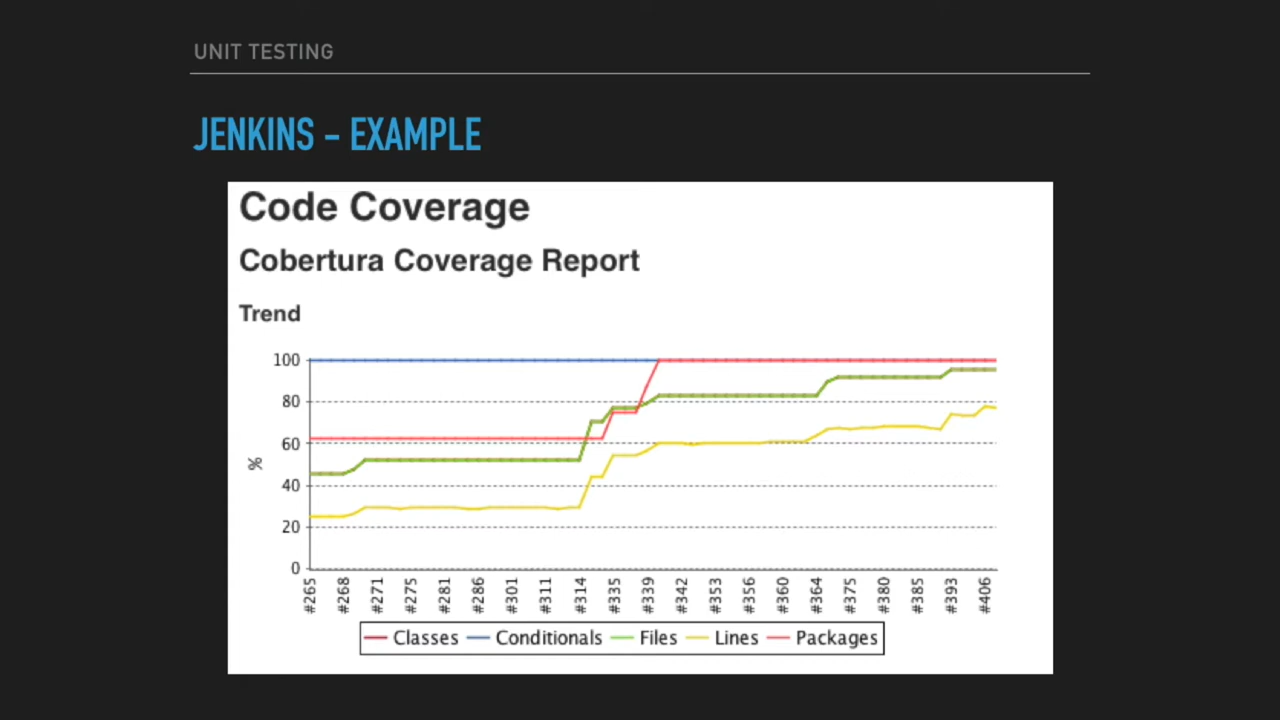 UNIT TESTING
JENKINS - EXAMPLE
Code Coverage
Cobertura Coverage Report
Trend
100
80
60
40
20
0
%
#265 #268 #271 #275 #281 #286 #301 #311 #314 #335 #339 #342 #353 #356 #360 #364 #375 #380 #385 #393 #406
Classes Conditionals Files Lines Packages